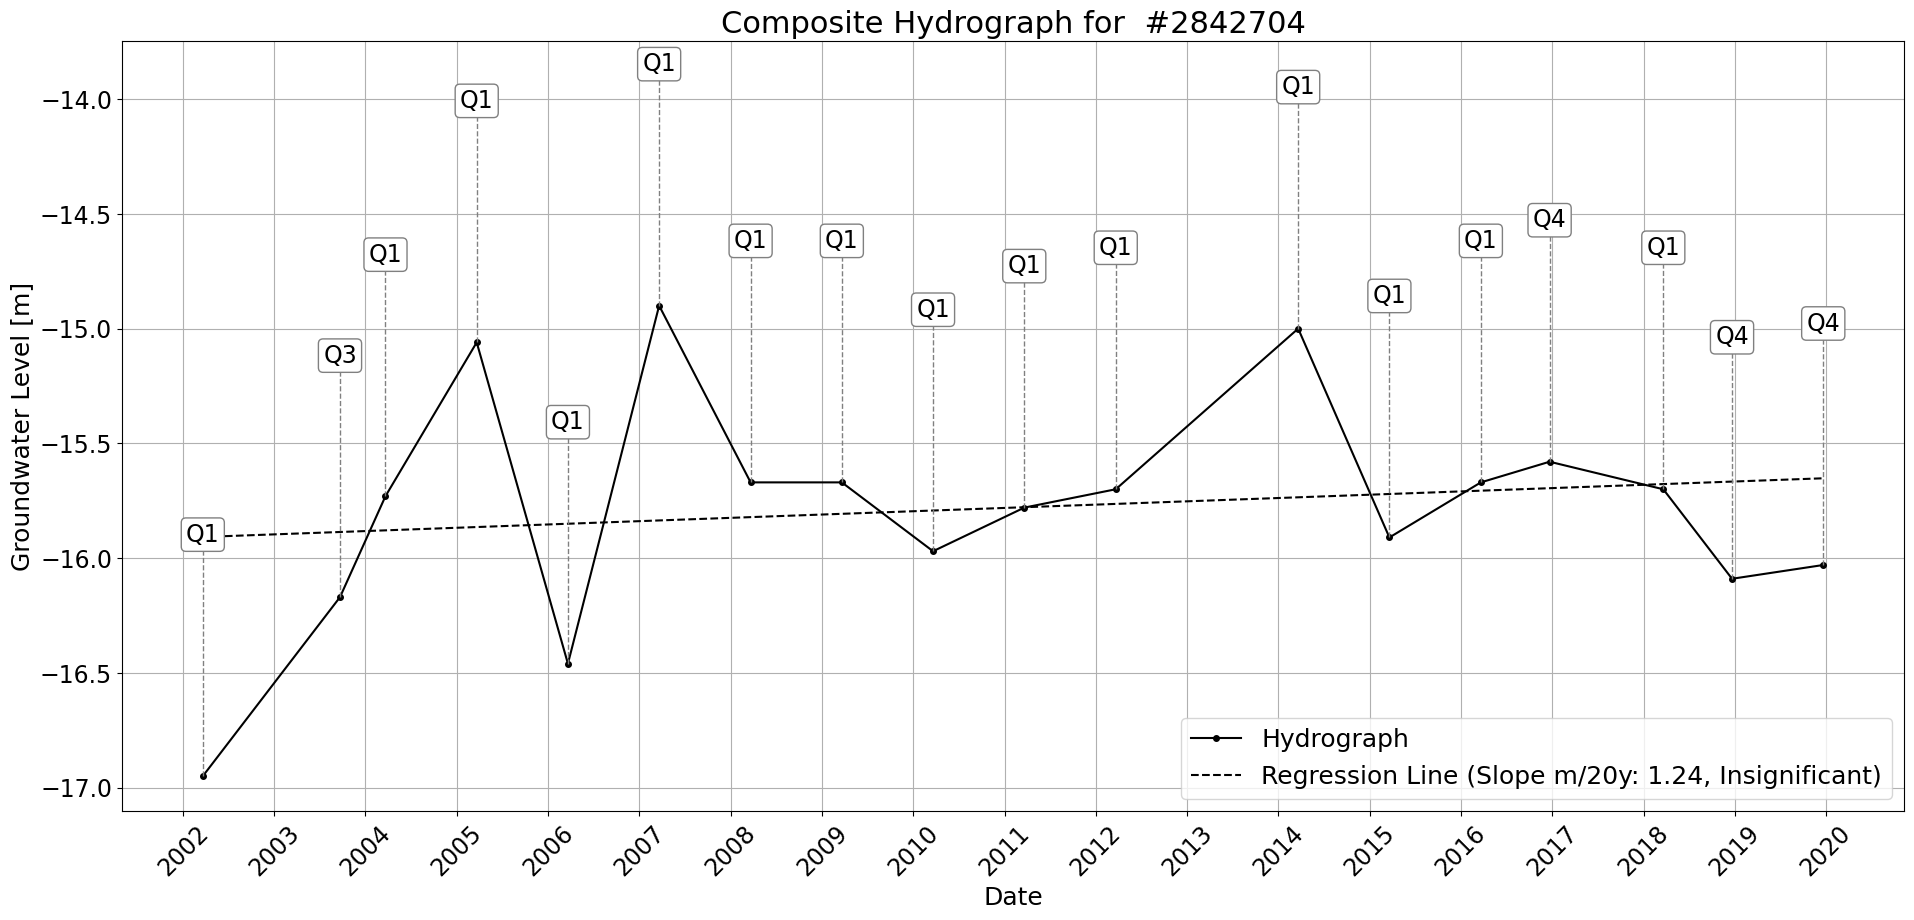 Composite Hydrograph for  #2842704
Groundwater Level [m]
−14.0
−14.5
−15.0
−15.5
−16.0
−16.5
−17.0
Q1
Q3
Q1
Q1
Q1
Q1
Q1
Q1
Q1
Q1
Q1
Q1
Q1
Q1
Q4
Q1
Q4
Q4
Hydrograph
Regression Line (Slope m/20y: 1.24, Insignificant)
2002
2003
2004
2005
2006
2007
2008
2009
2010
2011
2012
2013
2014
2015
2016
2017
2018
2019
2020
Date